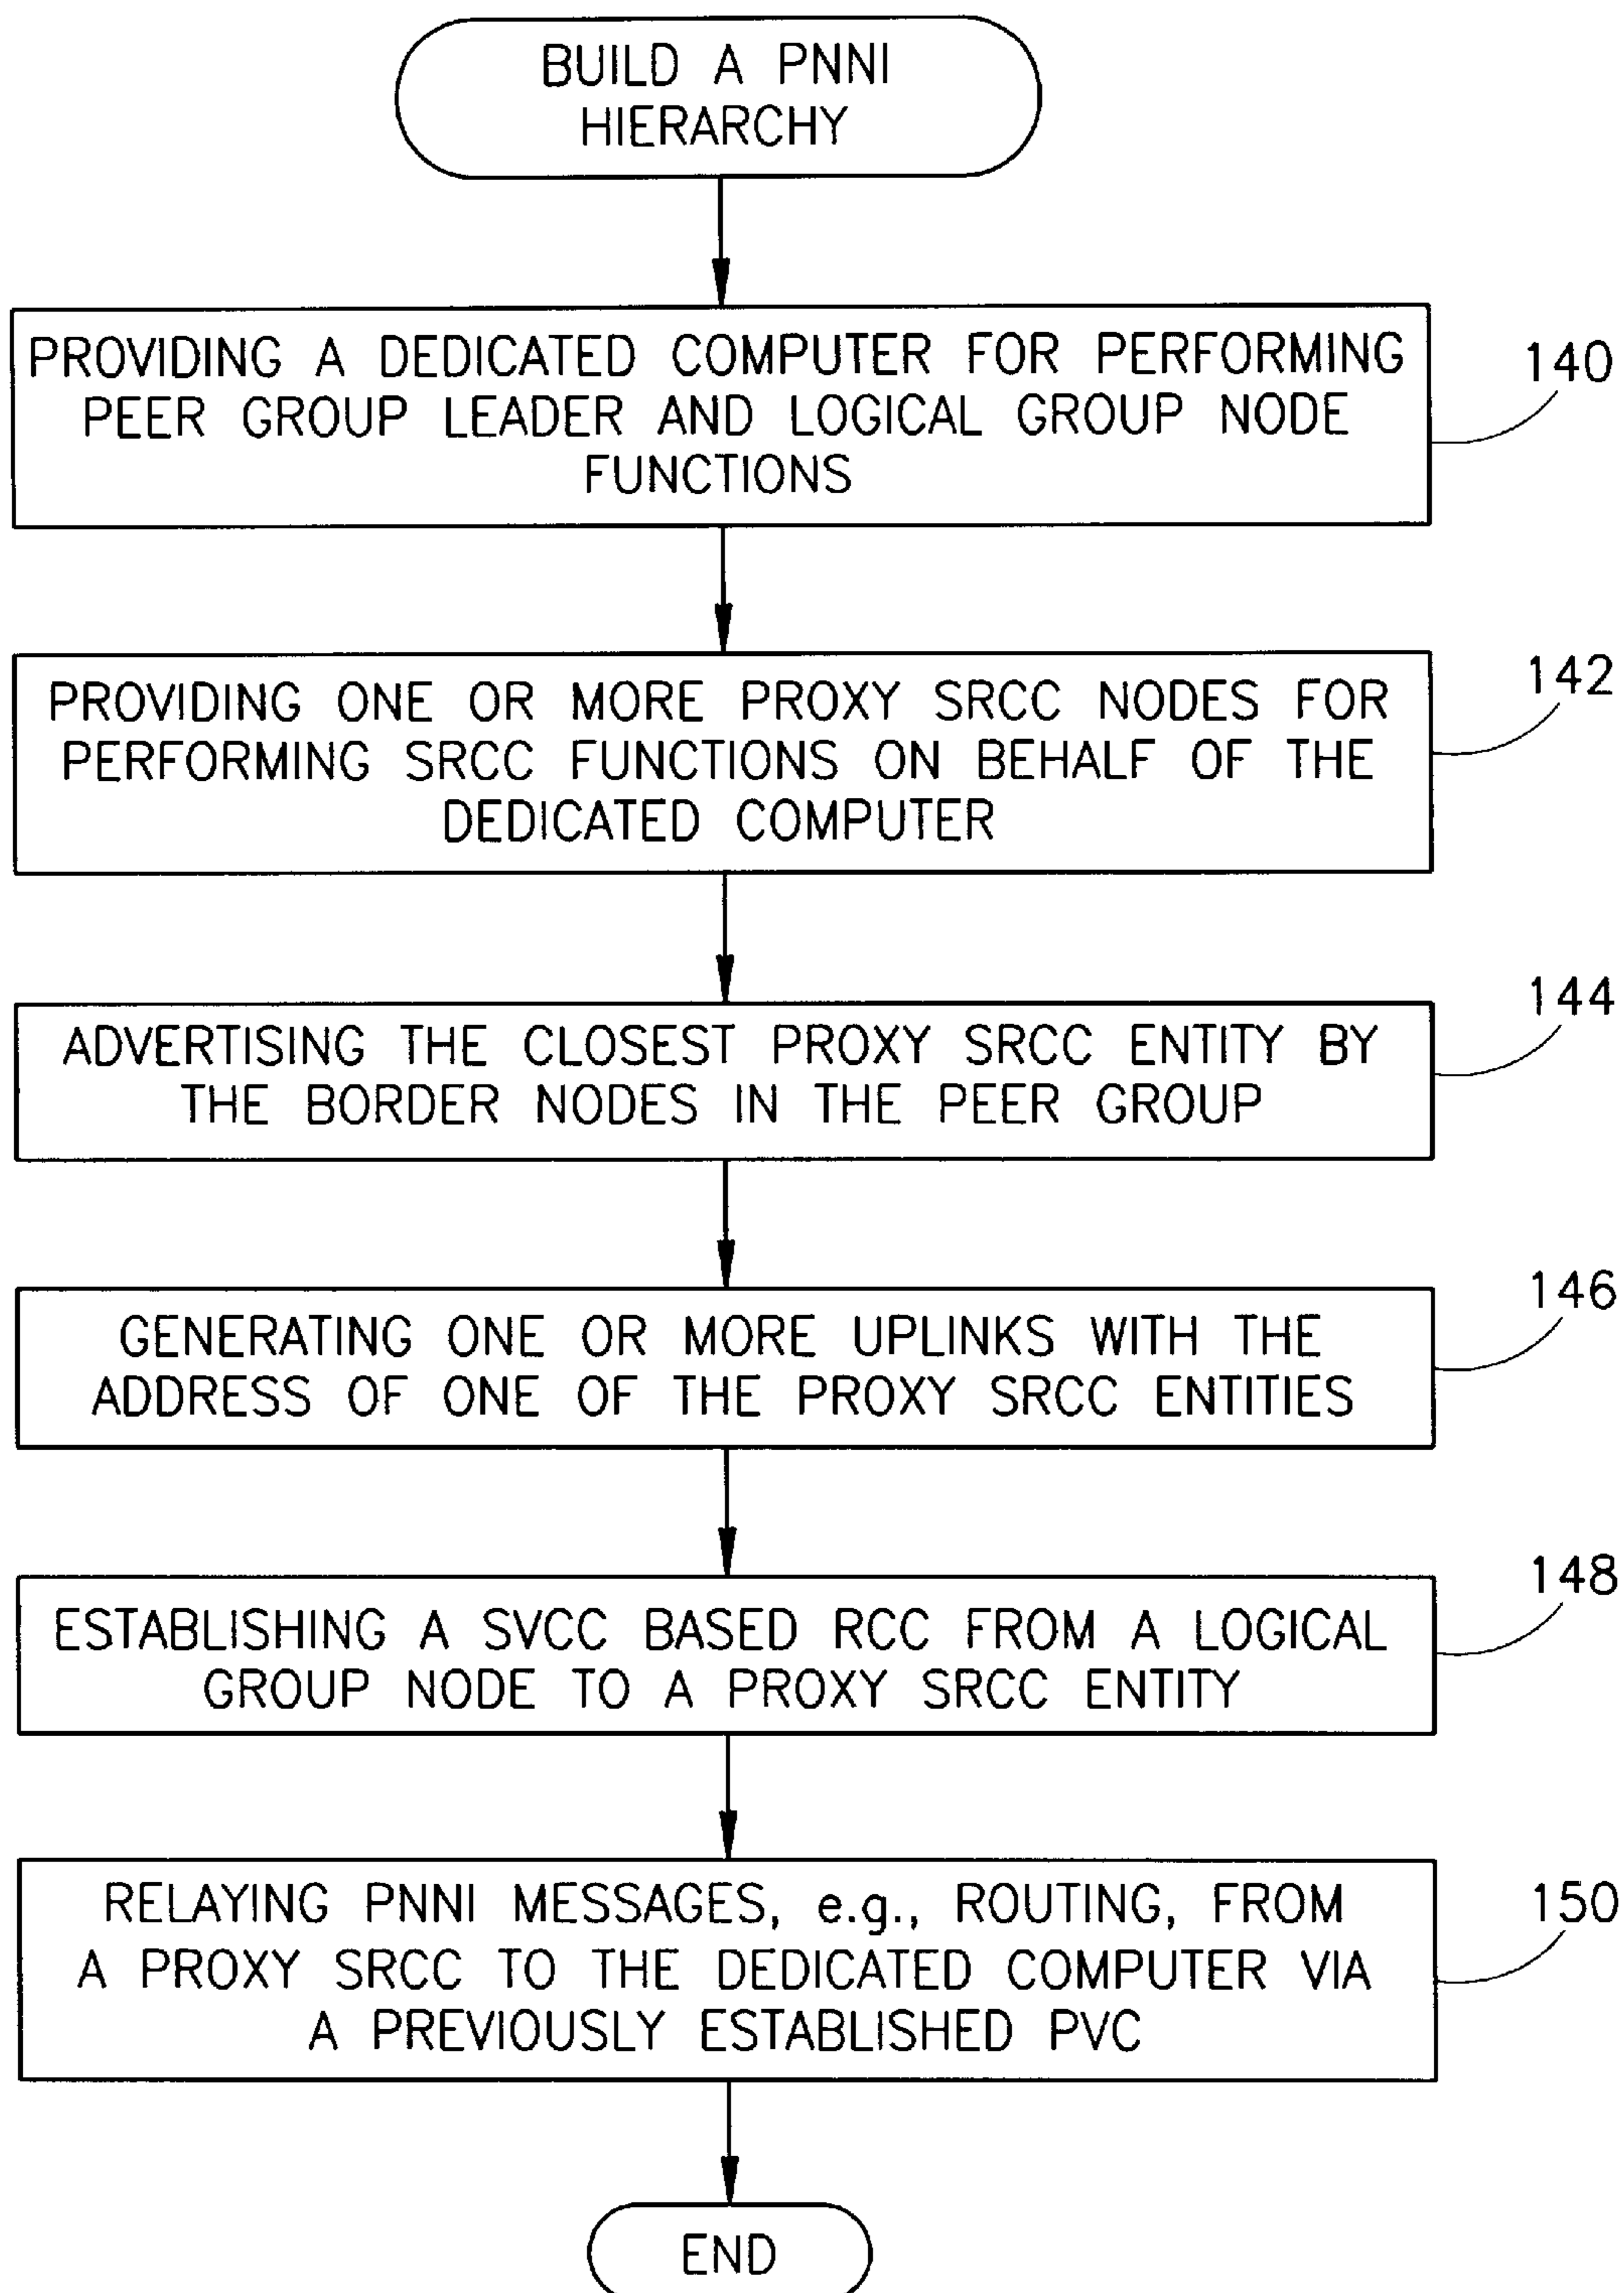 BUILD A PNNI
HIERARCHY
PROVIDING A DEDICATED COMPUTER FOR PERFORMING
PEER GROUP LEADER AND LOGICAL GROUP NODE
FUNCTIONS
140
PROVIDING ONE OR MORE PROXY SRCC NODES FOR
PERFORMING SRCC FUNCTIONS ON BEHALF OF THE
DEDICATED COMPUTER
142
ADVERTISING THE CLOSEST PROXY SRCC ENTITY BY
THE BORDER NODES IN THE PEER GROUP
144
GENERATING ONE OR MORE UPLINKS WITH THE
ADDRESS OF ONE OF THE PROXY SRCC ENTITIES
146
ESTABLISHING A SVCC BASED RCC FROM A LOGICAL
GROUP NODE TO A PROXY SRCC ENTITY
148
RELAYING PNNI MESSAGES, e.g., ROUTING, FROM
A PROXY SRCC TO THE DEDICATED COMPUTER VIA
A PREVIOUSLY ESTABLISHED PVC
150
END